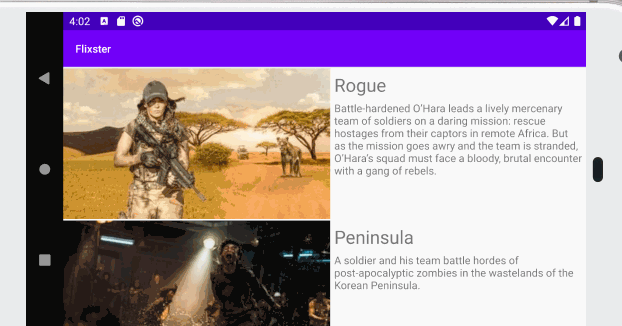 4:02
Flixster
Rogue
Battle-hardened O'Hara leads a lively mercenary
team of soldiers on a daring mission: rescue
hostages from their captors in remote Africa. But
as the mission goes awry and the team is stranded,
O'Hara's squad must face a bloody, brutal encounter
with a gang of rebels.
Peninsula
A soldier and his team battle hordes of
post-apocalyptic zombies in the wastelands of the
Korean Peninsula.